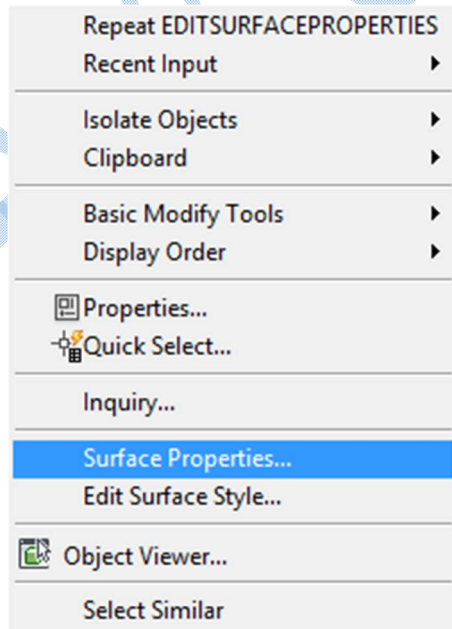 Repeat EDITSURFACEPROPERTIES
Recent Input
Isolate Objects
Clipboard
Basic Modify Tools
Display Order
Properties...
Quick Select...
Inquiry...
Surface Properties...
Edit Surface Style...
Object Viewer...
Select Similar